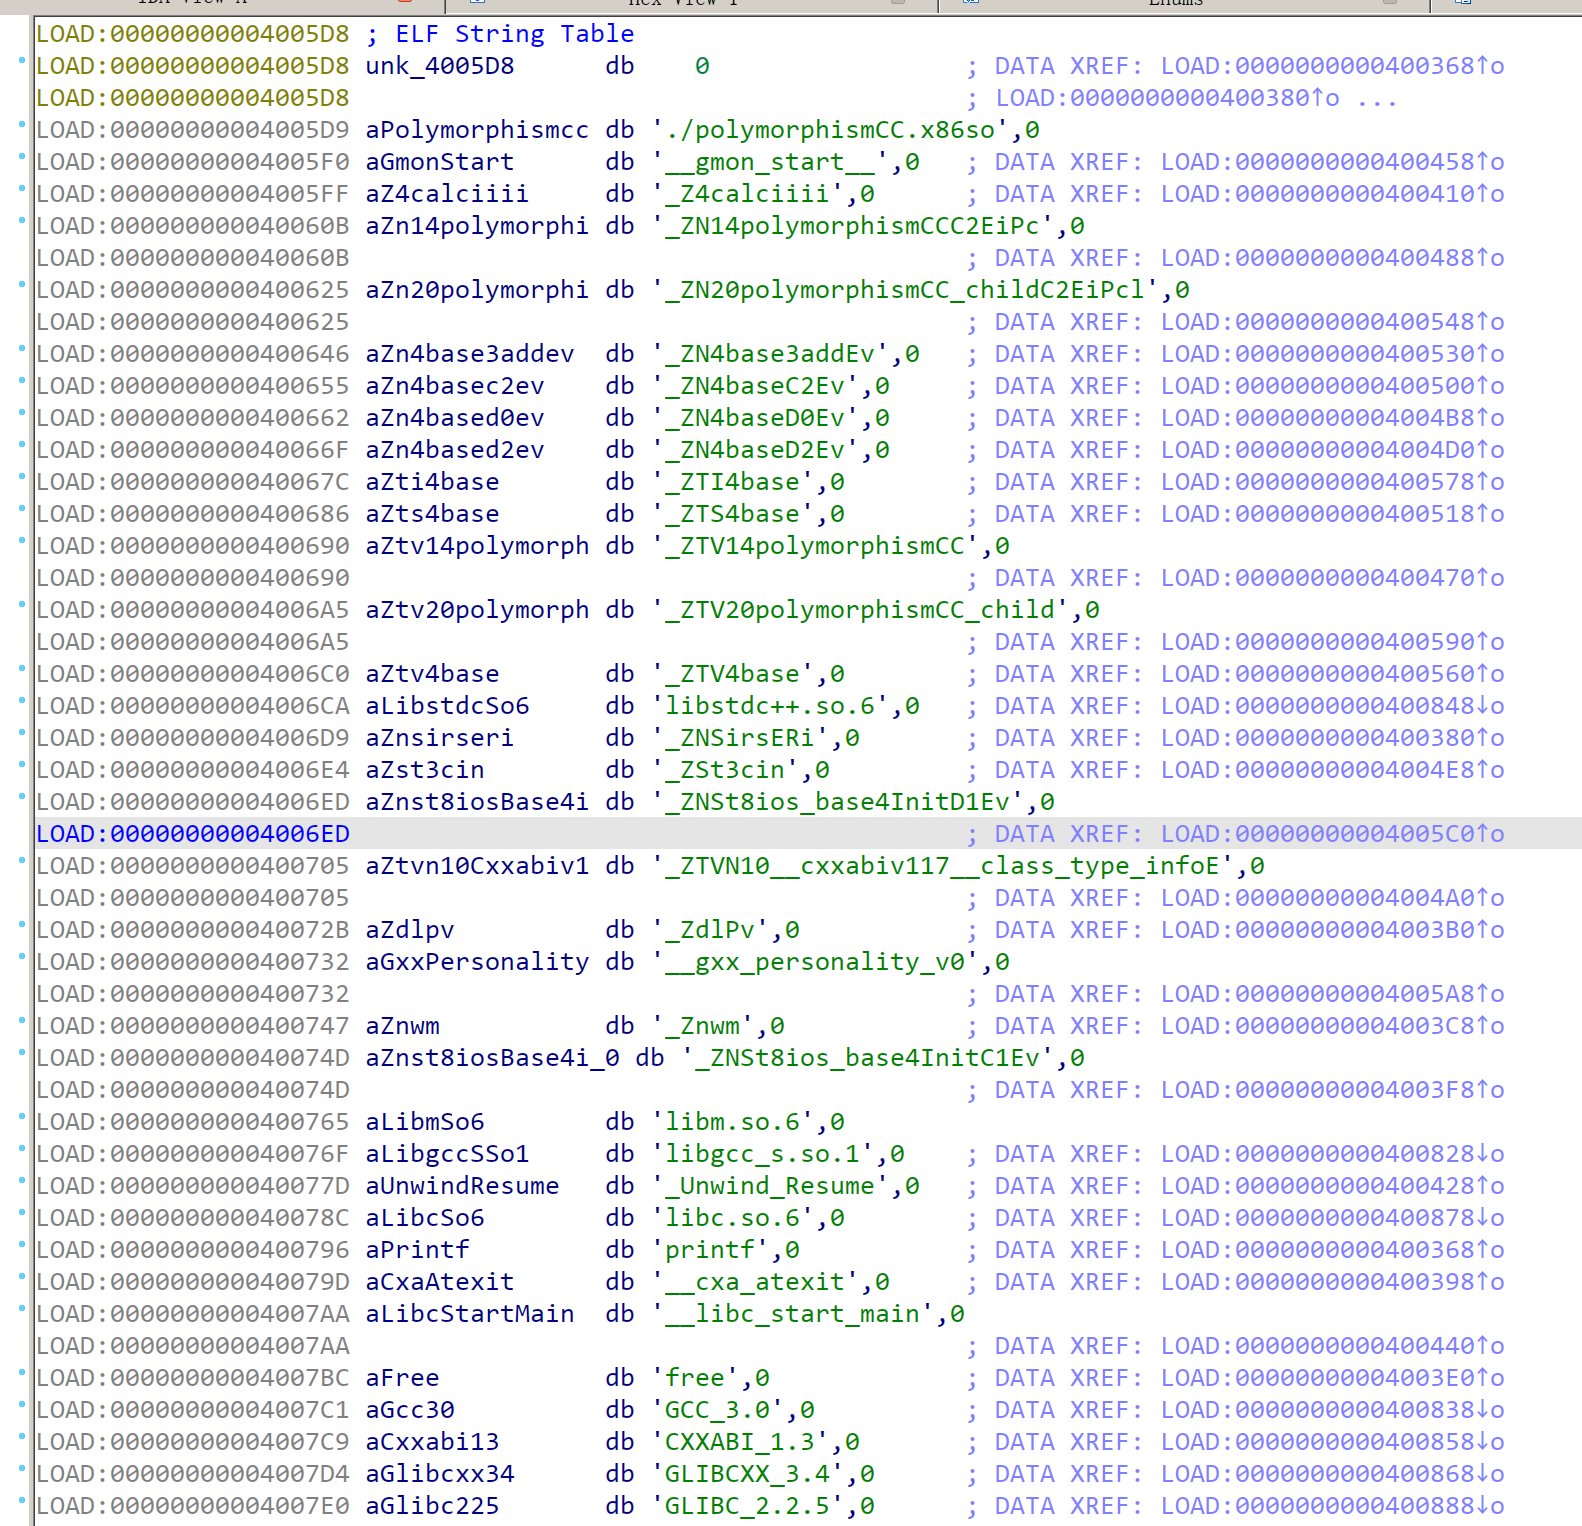 IDA View-A Hex View-1 Enums
LOAD:00000000004005D8 ; ELF String Table
LOAD:00000000004005D8 unk_4005D8 db 0 ; DATA XREF: LOAD:0000000000400368↑o
LOAD:00000000004005D8 ; LOAD:0000000000400380↑o ...
LOAD:00000000004005D9 aPolymorphismcc db './polymorphismCC.x86so',0
LOAD:00000000004005F0 aGmonStart db '__gmon_start__',0 ; DATA XREF: LOAD:0000000000400458↑o
LOAD:00000000004005FF aZ4calciiii db '_Z4calciiii',0 ; DATA XREF: LOAD:0000000000400410↑o
LOAD:000000000040060B aZn14polymorphi db '_ZN14polymorphismCCC2EiPc',0
LOAD:000000000040060B ; DATA XREF: LOAD:0000000000400488↑o
LOAD:0000000000400625 aZn20polymorphi db '_ZN20polymorphismCC_childC2EiPcl',0
LOAD:0000000000400625 ; DATA XREF: LOAD:0000000000400548↑o
LOAD:0000000000400646 aZn4base3addev db '_ZN4base3addEv',0 ; DATA XREF: LOAD:0000000000400530↑o
LOAD:0000000000400655 aZn4basec2ev db '_ZN4baseC2Ev',0 ; DATA XREF: LOAD:0000000000400500↑o
LOAD:0000000000400662 aZn4based0ev db '_ZN4baseD0Ev',0 ; DATA XREF: LOAD:00000000004004B8↑o
LOAD:000000000040066F aZn4based2ev db '_ZN4baseD2Ev',0 ; DATA XREF: LOAD:00000000004004D0↑o
LOAD:000000000040067C aZti4base db '_ZTI4base',0 ; DATA XREF: LOAD:0000000000400578↑o
LOAD:0000000000400686 aZts4base db '_ZTS4base',0 ; DATA XREF: LOAD:0000000000400518↑o
LOAD:0000000000400690 aZtv14polymorph db '_ZTV14polymorphismCC',0
LOAD:0000000000400690 ; DATA XREF: LOAD:0000000000400470↑o
LOAD:00000000004006A5 aZtv20polymorph db '_ZTV20polymorphismCC_child',0
LOAD:00000000004006A5 ; DATA XREF: LOAD:0000000000400590↑o
LOAD:00000000004006C0 aZtv4base db '_ZTV4base',0 ; DATA XREF: LOAD:0000000000400560↑o
LOAD:00000000004006CA aLibstdcSo6 db 'libstdc++.so.6',0 ; DATA XREF: LOAD:0000000000400848↓o
LOAD:00000000004006D9 aZnsirseri db '_ZNSirsERi',0 ; DATA XREF: LOAD:0000000000400380↑o
LOAD:00000000004006E4 aZst3cin db '_ZSt3cin',0 ; DATA XREF: LOAD:00000000004004E8↑o
LOAD:00000000004006ED aZnst8iosBase4i db '_ZNSt8ios_base4InitD1Ev',0
LOAD:00000000004006ED ; DATA XREF: LOAD:00000000004005C0↑o
LOAD:0000000000400705 aZtvn10Cxxabiv1 db '_ZTVN10__cxxabiv117__class_type_infoE',0
LOAD:0000000000400705 ; DATA XREF: LOAD:00000000004004A0↑o
LOAD:000000000040072B aZdlpv db '_ZdlPv',0 ; DATA XREF: LOAD:00000000004003B0↑o
LOAD:0000000000400732 aGxxPersonality db '__gxx_personality_v0',0
LOAD:0000000000400732 ; DATA XREF: LOAD:00000000004005A8↑o
LOAD:0000000000400747 aZnwm db '_Znwm',0 ; DATA XREF: LOAD:00000000004003C8↑o
LOAD:000000000040074D aZnst8iosBase4i_0 db '_ZNSt8ios_base4InitC1Ev',0
LOAD:000000000040074D ; DATA XREF: LOAD:00000000004003F8↑o
LOAD:0000000000400765 aLibmSo6 db 'libm.so.6',0
LOAD:000000000040076F aLibgccSSo1 db 'libgcc_s.so.1',0 ; DATA XREF: LOAD:0000000000400828↓o
LOAD:000000000040077D aUnwindResume db '_Unwind_Resume',0 ; DATA XREF: LOAD:0000000000400428↑o
LOAD:000000000040078C aLibcSo6 db 'libc.so.6',0 ; DATA XREF: LOAD:0000000000400878↓o
LOAD:0000000000400796 aPrintf db 'printf',0 ; DATA XREF: LOAD:0000000000400368↑o
LOAD:000000000040079D aCxaAtexit db '__cxa_atexit',0 ; DATA XREF: LOAD:0000000000400398↑o
LOAD:00000000004007AA aLibcStartMain db '__libc_start_main',0
LOAD:00000000004007AA ; DATA XREF: LOAD:0000000000400440↑o
LOAD:00000000004007BC aFree db 'free',0 ; DATA XREF: LOAD:00000000004003E0↑o
LOAD:00000000004007C1 aGcc30 db 'GCC_3.0',0 ; DATA XREF: LOAD:0000000000400838↓o
LOAD:00000000004007C9 aCxxabi13 db 'CXXABI_1.3',0 ; DATA XREF: LOAD:0000000000400858↓o
LOAD:00000000004007D4 aGlibcxx34 db 'GLIBCXX_3.4',0 ; DATA XREF: LOAD:0000000000400868↓o
LOAD:00000000004007E0 aGlibc225 db 'GLIBC_2.2.5',0 ; DATA XREF: LOAD:0000000000400888↓o